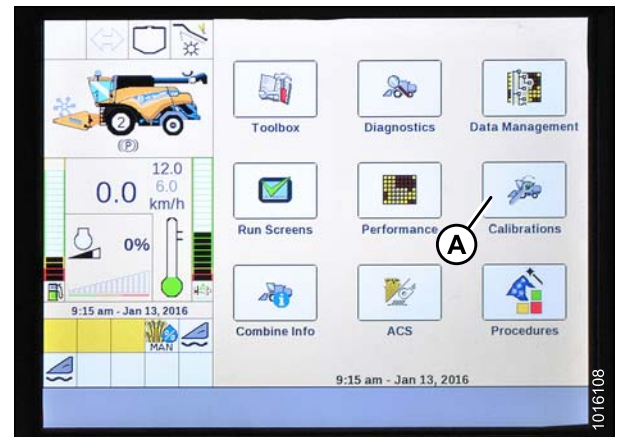 2
(P)
12.0
0.0
6.0
km/h
0%
9:15 am - Jan 13, 2016
MAN
Toolbox
Diagnostics
Data Management
Run Screens
Performance
Calibrations
A
Combine Info
ACS
Procedures
9:15 am - Jan 13, 2016
1016108